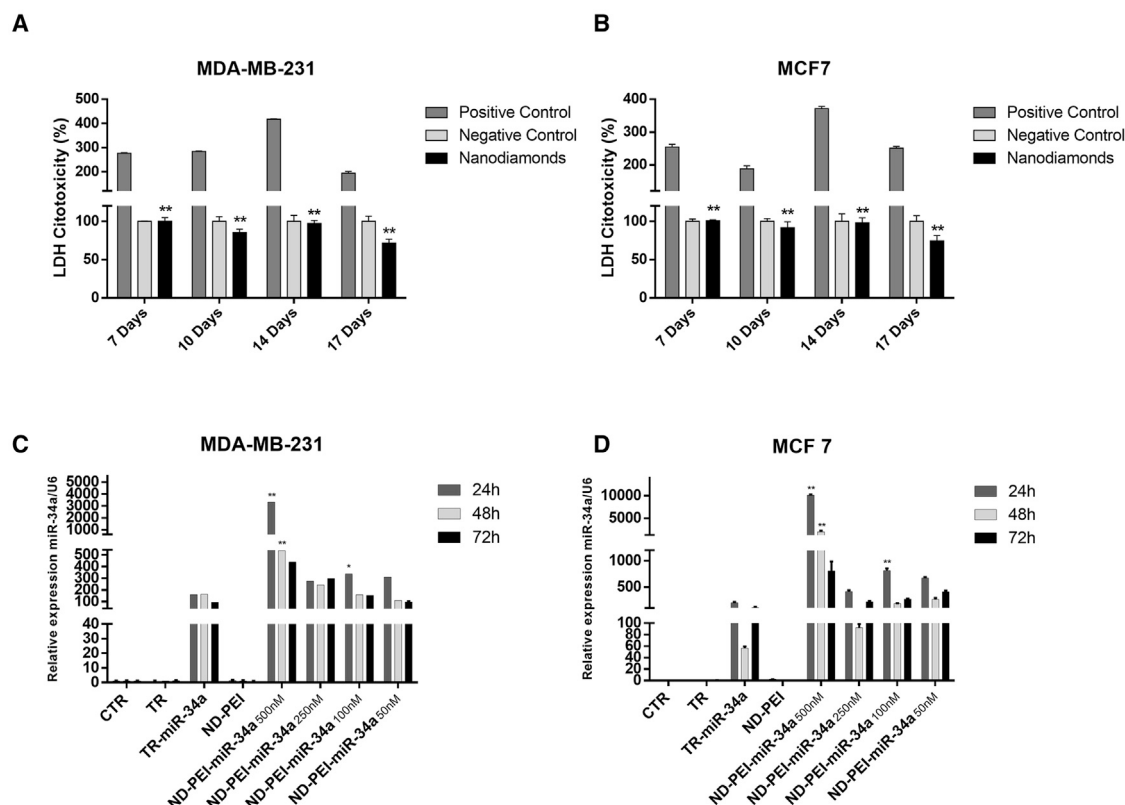 A
MDA-MB-231
LDH Citotoxicity (%)
500
400
300
200
100
50
0
7 Days
10 Days
14 Days
17 Days
**
**
**
**
Positive Control
Negative Control
Nanodiamonds
B
MCF7
LDH Citotoxicity (%)
400
300
200
100
50
0
7 Days
10 Days
14 Days
17 Days
**
**
**
**
Positive Control
Negative Control
Nanodiamonds
C
MDA-MB-231
Relative expression miR-34a/U6
5000
4000
3000
2000
1000
500
400
300
200
100
40
30
20
10
0
**
**
*
CTR
TR
TR-miR-34a
ND-PEI
ND-PEI-miR-34a 500nM
ND-PEI-miR-34a 250nM
ND-PEI-miR-34a 100nM
ND-PEI-miR-34a 50nM
24h
48h
72h
D
MCF 7
Relative expression miR-34a/U6
10000
5000
1000
500
100
80
60
40
20
0
**
**
**
CTR
TR
TR-miR-34a
ND-PEI
ND-PEI-miR-34a 500nM
ND-PEI-miR-34a 250nM
ND-PEI-miR-34a 100nM
ND-PEI-miR-34a 50nM
24h
48h
72h